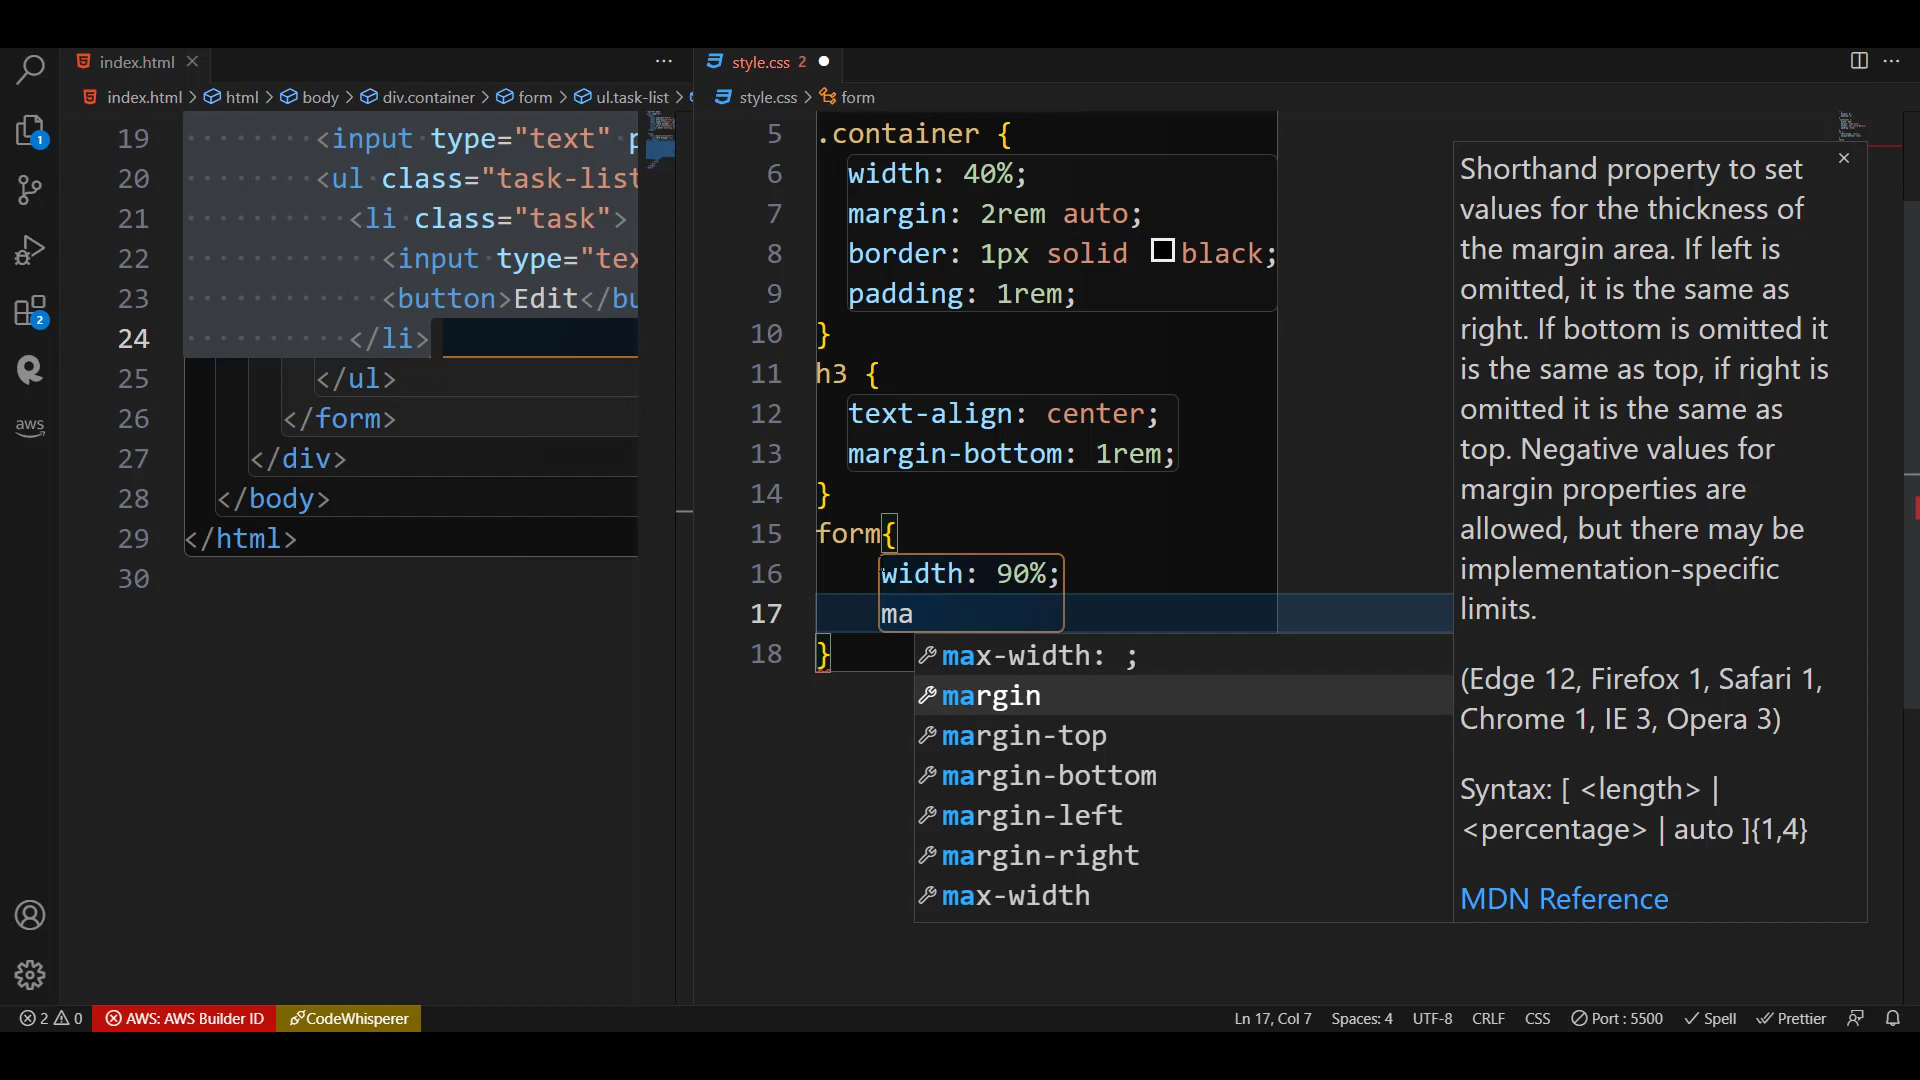 index.html
style.css 2
index.html > html > body > div.container > form > ul.task-list >
style.css > form
19 <input type="text" p
20 <ul class="task-list
21 <li class="task">
22 <input type="tex
23 <button>Edit</bu
24 </li>
25 </ul>
26 </form>
27 </div>
28 </body>
29 </html>
30
5 .container {
6 width: 40%;
7 margin: 2rem auto;
8 border: 1px solid black;
9 padding: 1rem;
10 }
11 h3 {
12 text-align: center;
13 margin-bottom: 1rem;
14 }
15 form{
16 width: 90%;
17 ma
18 }
max-width: ;
margin
margin-top
margin-bottom
margin-left
margin-right
max-width
Shorthand property to set
values for the thickness of
the margin area. If left is
omitted, it is the same as
right. If bottom is omitted it
is the same as top, if right is
omitted it is the same as
top. Negative values for
margin properties are
allowed, but there may be
implementation-specific
limits.
(Edge 12, Firefox 1, Safari 1,
Chrome 1, IE 3, Opera 3)
Syntax: [ <length> |
<percentage> | auto ]{1,4}
MDN Reference
1
2
aws
2 0 AWS: AWS Builder ID CodeWhisperer Ln 17, Col 7 Spaces: 4 UTF-8 CRLF CSS Port : 5500 Spell Prettier